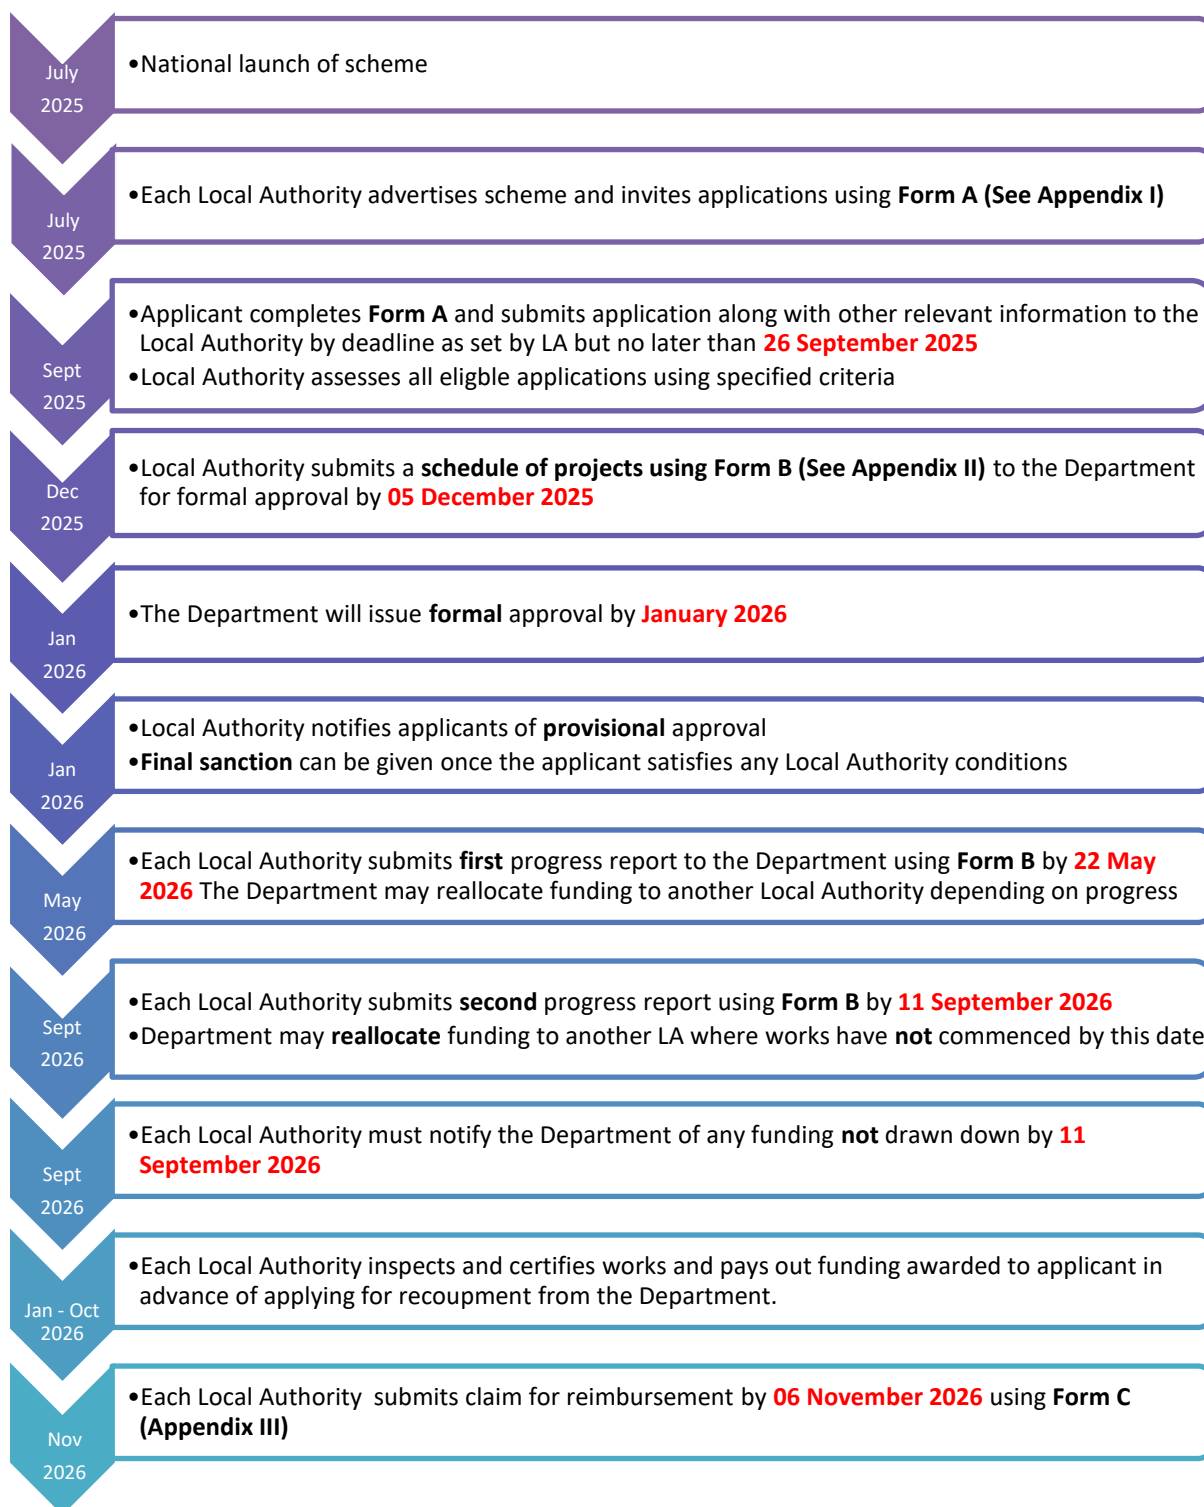 July
2025
•National launch of scheme
July
2025
•Each Local Authority advertises scheme and invites applications using Form A (See Appendix I)
Sept
2025
•Applicant completes Form A and submits application along with other relevant information to the
Local Authority by deadline as set by LA but no later than 26 September 2025
•Local Authority assesses all eligble applications using specified criteria
Dec
2025
•Local Authority submits a schedule of projects using Form B (See Appendix II) to the Department
for formal approval by 05 December 2025
Jan
2026
•The Department will issue formal approval by January 2026
Jan
2026
•Local Authority notifies applicants of provisional approval
•Final sanction can be given once the applicant satisfies any Local Authority conditions
May
2026
•Each Local Authority submits first progress report to the Department using Form B by 22 May
2026 The Department may reallocate funding to another Local Authority depending on progress
Sept
2026
•Each Local Authority submits second progress report using Form B by 11 September 2026
•Department may reallocate funding to another LA where works have not commenced by this date
Sept
2026
•Each Local Authority must notify the Department of any funding not drawn down by 11
September 2026
Jan - Oct
2026
•Each Local Authority inspects and certifies works and pays out funding awarded to applicant in
advance of applying for recoupment from the Department.
Nov
2026
•Each Local Authority  submits claim for reimbursement by 06 November 2026 using Form C
(Appendix III)